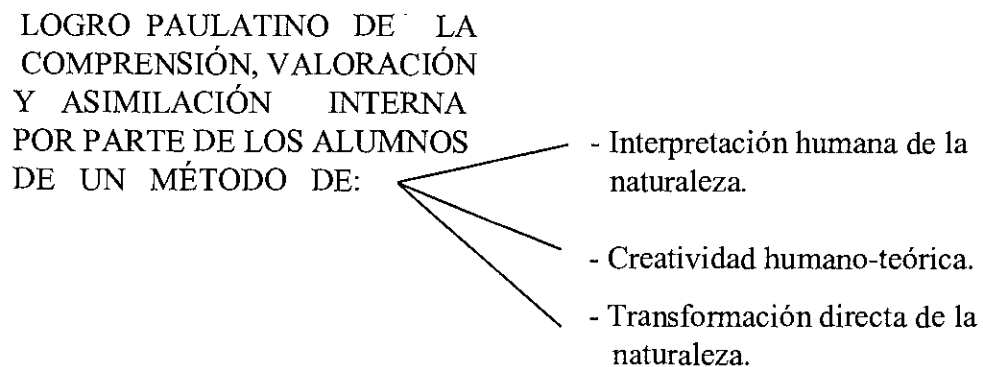 LOGRO PAULATINO DE LA
COMPRENSIÓN, VALORACIÓN
Y ASIMILACIÓN INTERNA
POR PARTE DE LOS ALUMNOS
DE UN MÉTODO DE:
- Interpretación humana de la
naturaleza.
- Creatividad humano-teórica.
- Transformación directa de la
naturaleza.